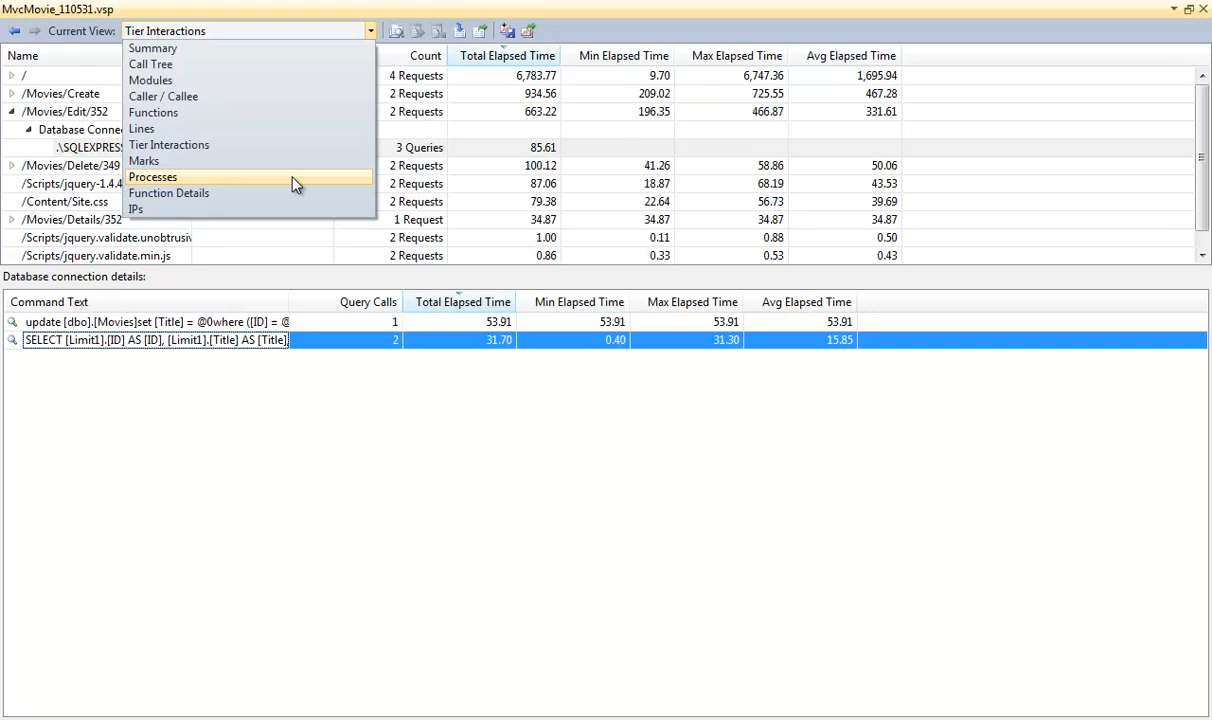 MvcMovie_110531.vsp
Current View: Tier Interactions
Summary
Call Tree
Modules
Caller / Callee
Functions
Lines
Tier Interactions
Marks
Processes
Function Details
IPs
Name Count Total Elapsed Time Min Elapsed Time Max Elapsed Time Avg Elapsed Time
/ 4 Requests 6,783.77 9.70 6,747.36 1,695.94
/Movies/Create 2 Requests 934.56 209.02 725.55 467.28
/Movies/Edit/352 2 Requests 663.22 196.35 466.87 331.61
Database Connec
.\SQLEXPRESS 3 Queries 85.61
/Movies/Delete/349 2 Requests 100.12 41.26 58.86 50.06
/Scripts/jquery-1.4.4 2 Requests 87.06 18.87 68.19 43.53
/Content/Site.css 2 Requests 79.38 22.64 56.73 39.69
/Movies/Details/352 1 Request 34.87 34.87 34.87 34.87
/Scripts/jquery.validate.unobtrusiv 2 Requests 1.00 0.11 0.88 0.50
/Scripts/jquery.validate.min.js 2 Requests 0.86 0.33 0.53 0.43
Database connection details:
Command Text Query Calls Total Elapsed Time Min Elapsed Time Max Elapsed Time Avg Elapsed Time
update [dbo].[Movies]set [Title] = @0where ([ID] = @ 1 53.91 53.91 53.91 53.91
SELECT [Limit1].[ID] AS [ID], [Limit1].[Title] AS [Title], 2 31.70 0.40 31.30 15.85